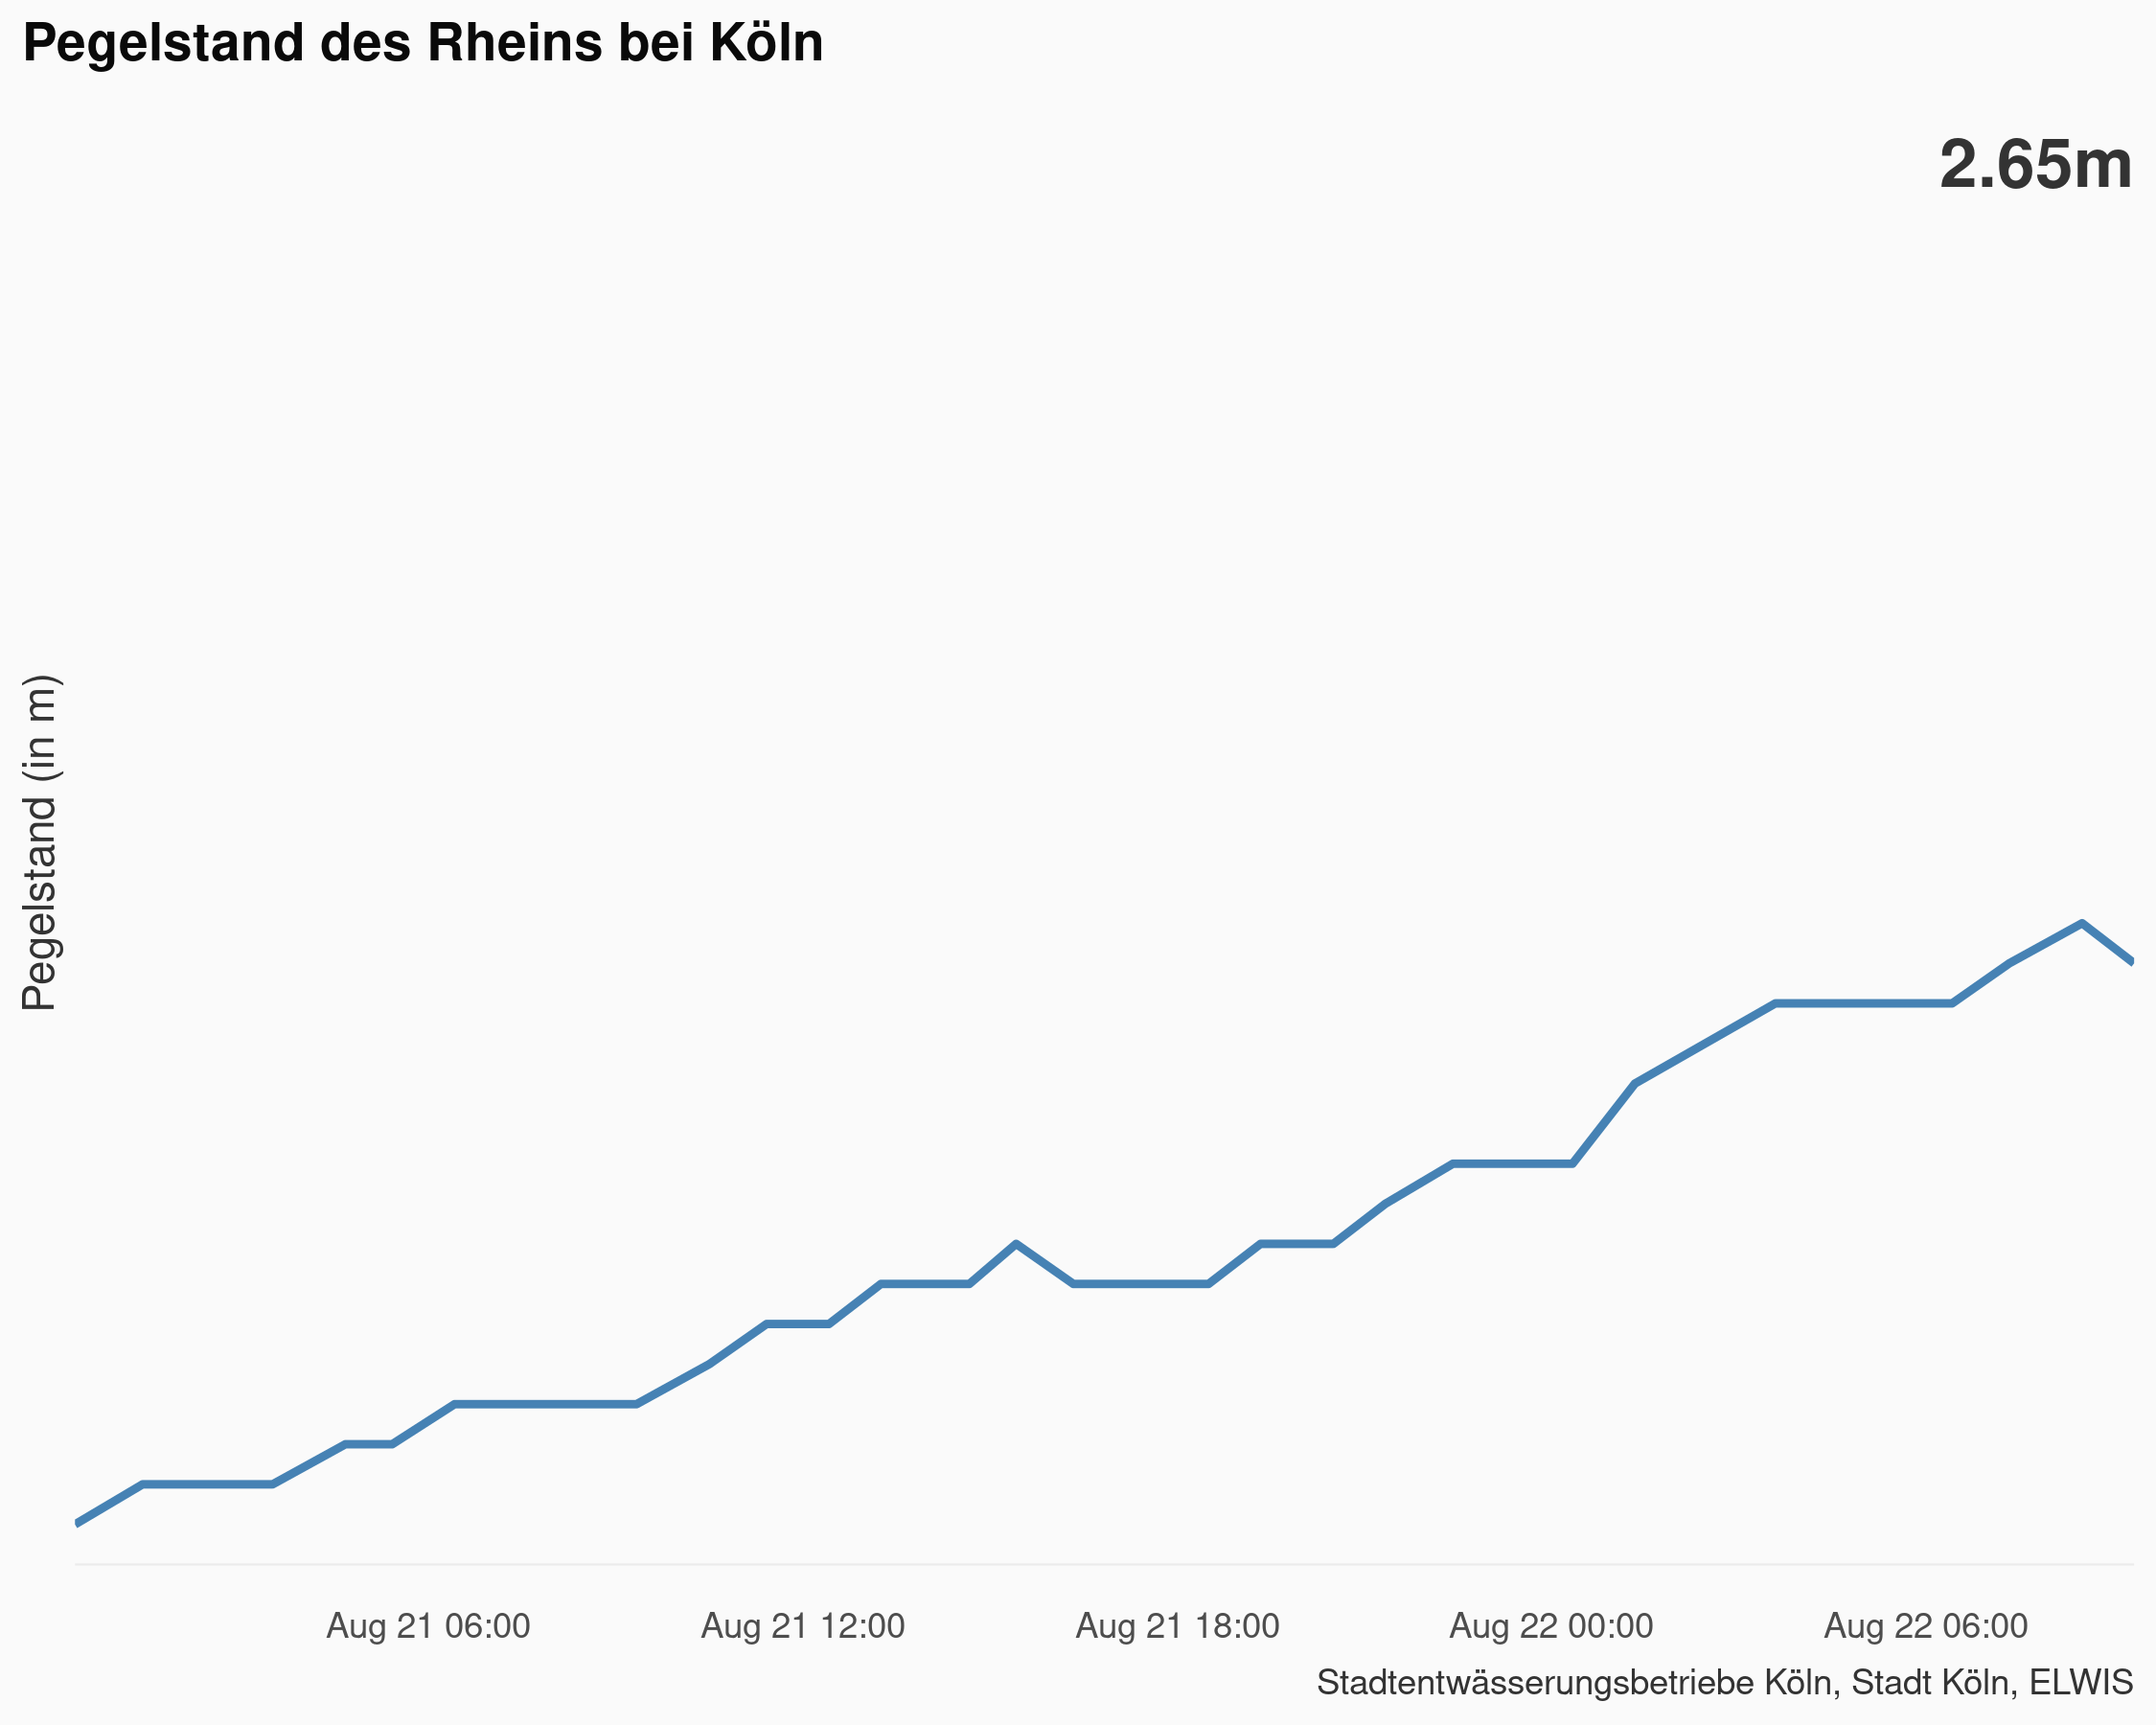 Pegelstand des Rheins bei Köln
2.65m
Pegelstand (in m)
Aug 21 06:00
Aug 21 12:00
Aug 21 18:00
Aug 22 00:00
Aug 22 06:00
Stadtentwässerungsbetriebe Köln, Stadt Köln, ELWIS